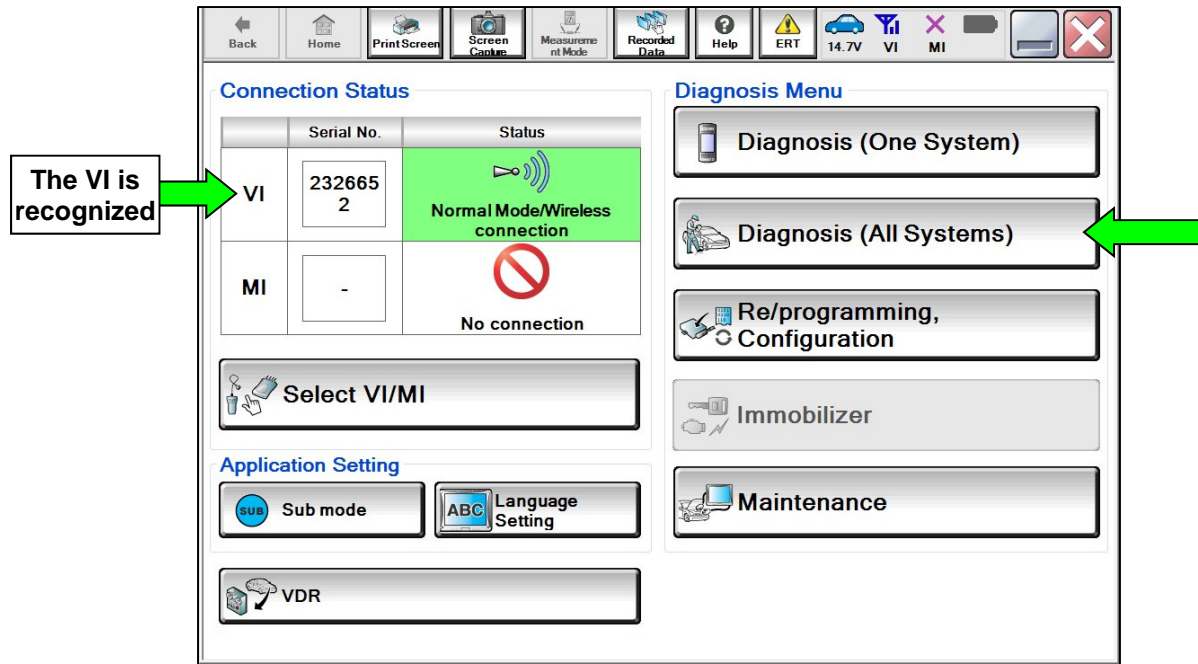 Back
Home
Print Screen
Screen
Capture
Measureme
nt Mode
Recorded
Data
Help
ERT
14.7V
VI
MI
Connection Status
Serial No.
Status
VI
232665
2
Normal Mode/Wireless
connection
MI
-
No connection
Select VI/MI
Application Setting
SUB
Sub mode
ABC
Language
Setting
VDR
Diagnosis Menu
Diagnosis (One System)
Diagnosis (All Systems)
Re/programming,
Configuration
Immobilizer
Maintenance
The VI is
recognized